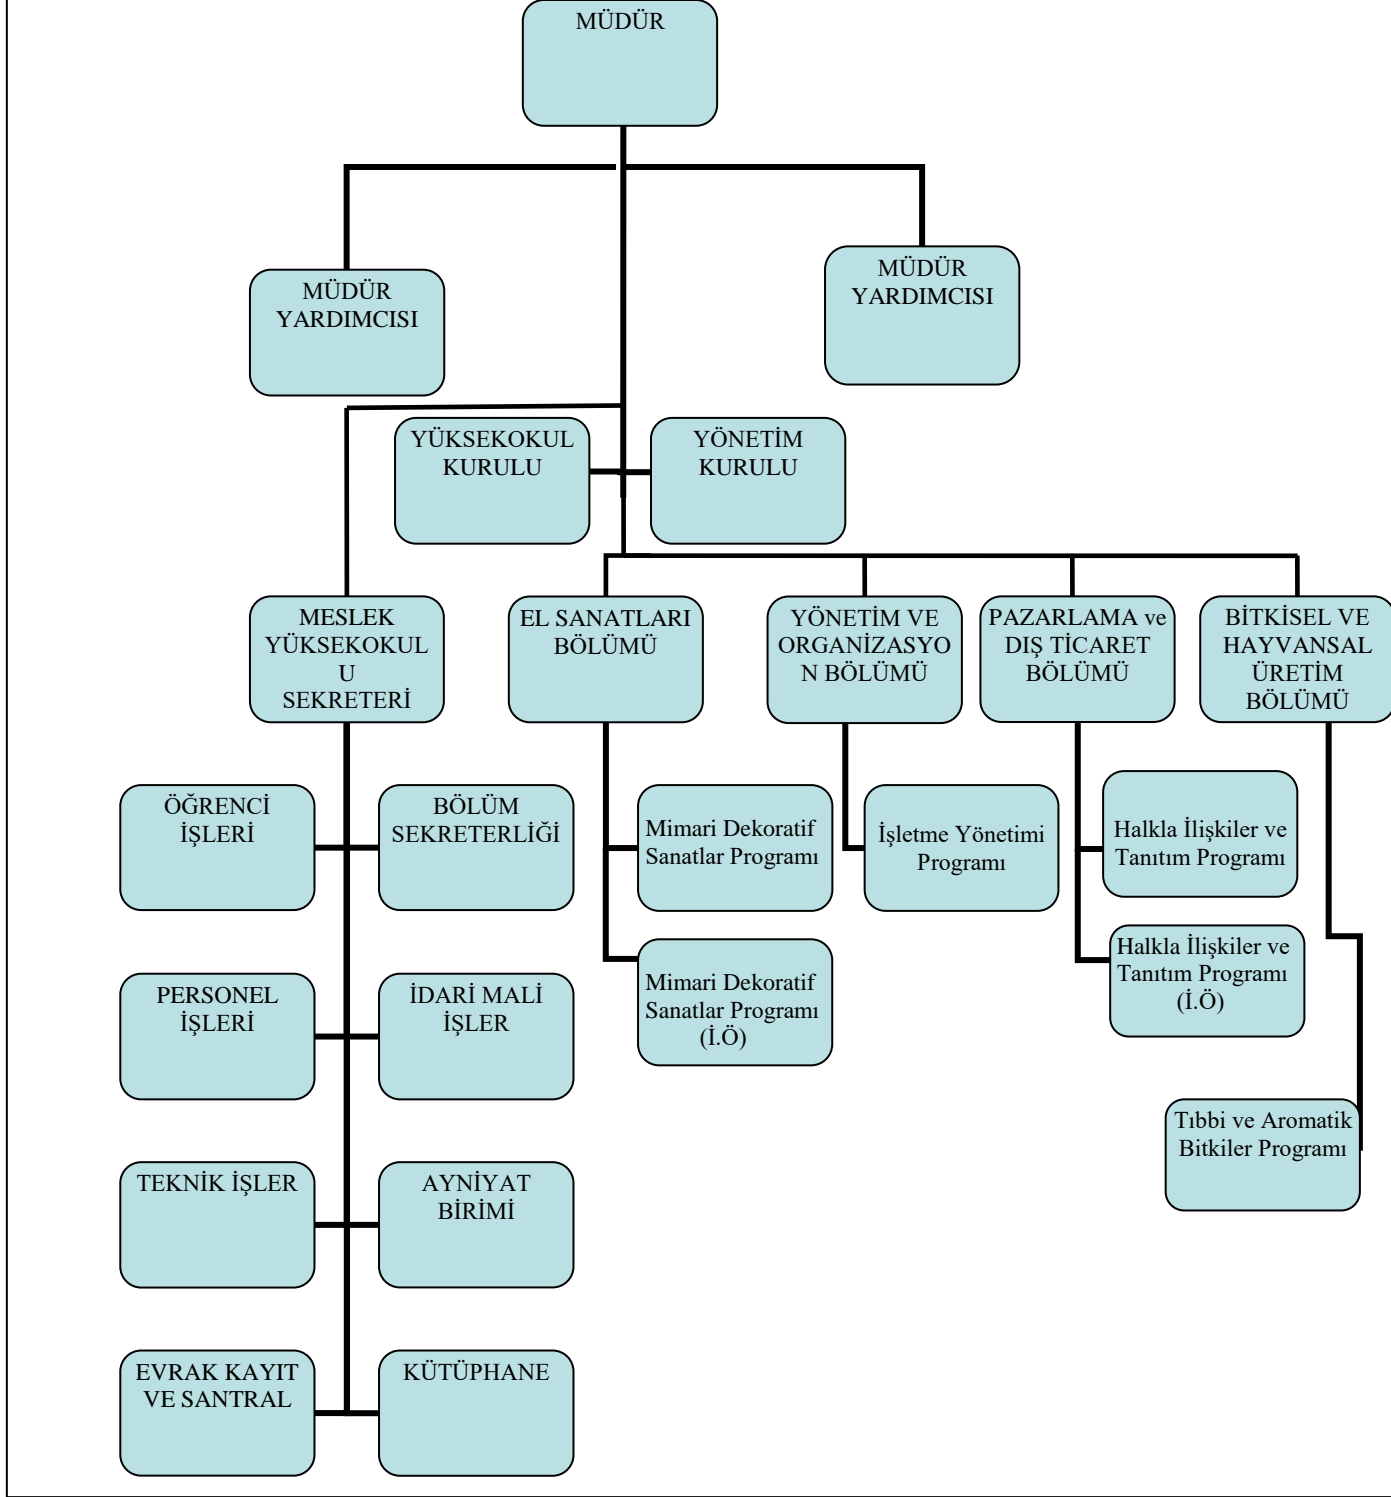 MÜDÜR
MÜDÜR
YARDIMCISI
MÜDÜR
YARDIMCISI
YÜKSEKOKUL
KURULU
YÖNETİM
KURULU
MESLEK
YÜKSEKOKUL
U
SEKRETERİ
EL SANATLARI
BÖLÜMÜ
YÖNETİM VE
ORGANİZASYO
N BÖLÜMÜ
PAZARLAMA ve
DIŞ TİCARET
BÖLÜMÜ
BİTKİSEL VE
HAYVANSAL
ÜRETİM
BÖLÜMÜ
ÖĞRENCİ
İŞLERİ
BÖLÜM
SEKRETERLİĞİ
Mimari Dekoratif
Sanatlar Programı
İşletme Yönetimi
Programı
Halkla İlişkiler ve
Tanıtım Programı
PERSONEL
İŞLERİ
İDARİ MALİ
İŞLER
Mimari Dekoratif
Sanatlar Programı
(İ.Ö)
Halkla İlişkiler ve
Tanıtım Programı
(İ.Ö)
Tıbbi ve Aromatik
Bitkiler Programı
TEKNİK İŞLER
AYNİYAT
BİRİMİ
EVRAK KAYIT
VE SANTRAL
KÜTÜPHANE